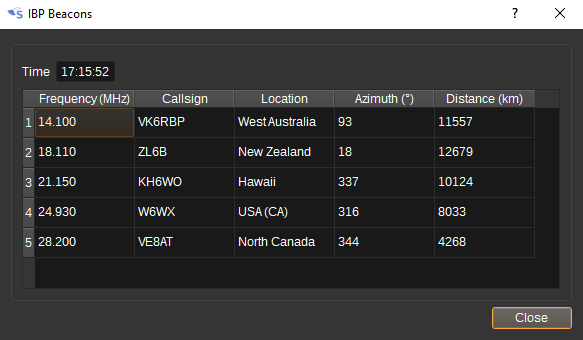 IBP Beacons
Time 17:15:52
Frequency (MHz) Callsign Location Azimuth (°) Distance (km)
1 14.100 VK6RBP West Australia 93 11557
2 18.110 ZL6B New Zealand 18 12679
3 21.150 KH6WO Hawaii 337 10124
4 24.930 W6WX USA (CA) 316 8033
5 28.200 VE8AT North Canada 344 4268
Close